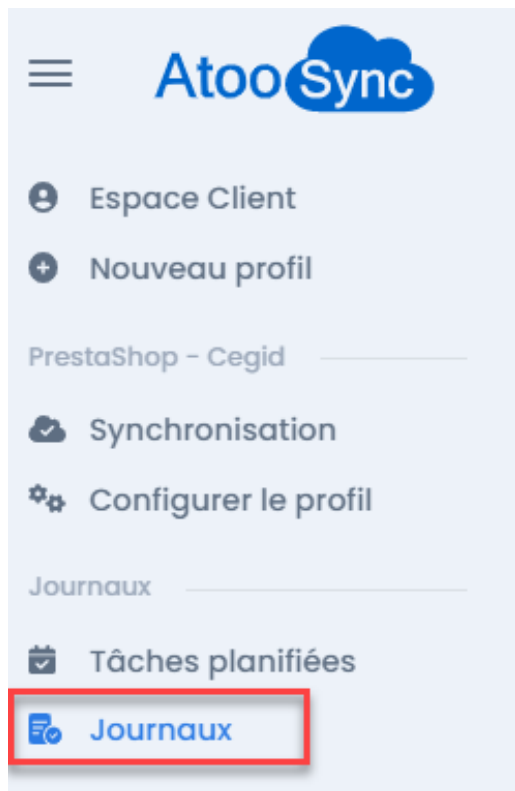 AtooSync
Espace Client
Nouveau profil
PrestaShop - Cegid
Synchronisation
Configurer le profil
Journaux
Tâches planifiées
Journaux